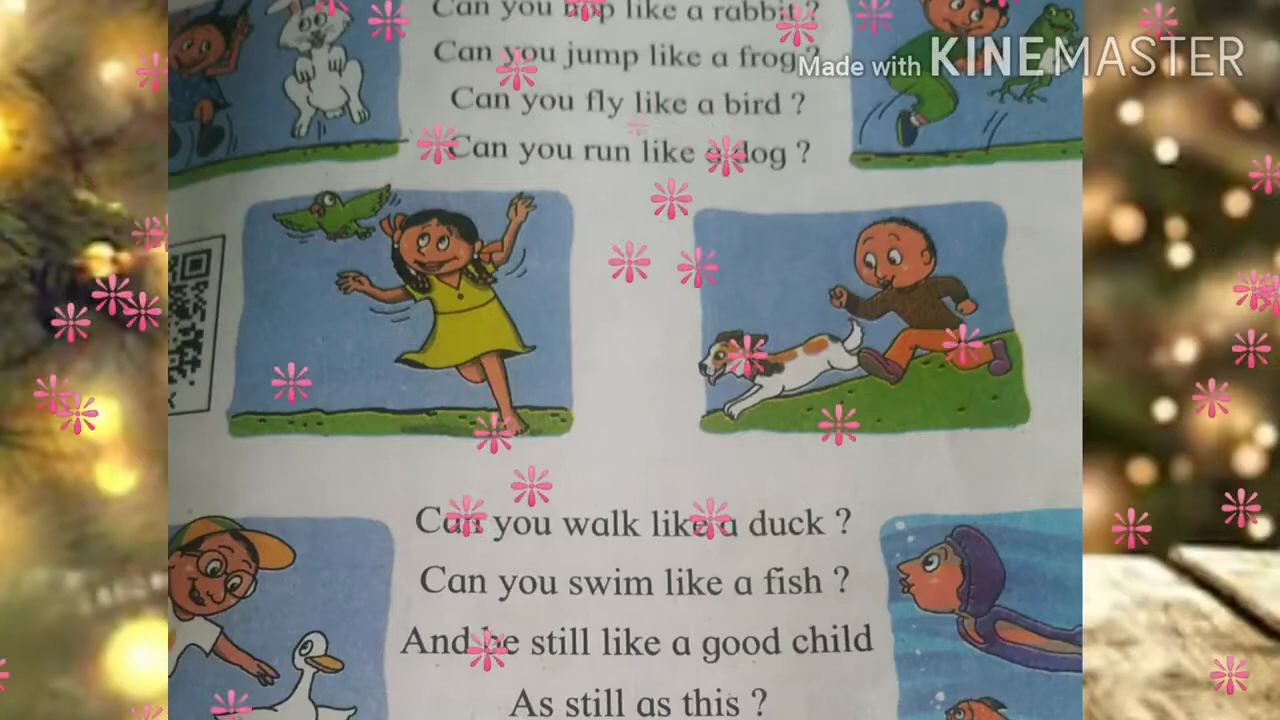 Can you hop like a rabbit ?
Can you jump like a frog ?
Made with KINEMASTER
Can you fly like a bird ?
Can you run like a dog ?
Can you walk like a duck ?
Can you swim like a fish ?
And be still like a good child
As still as this ?